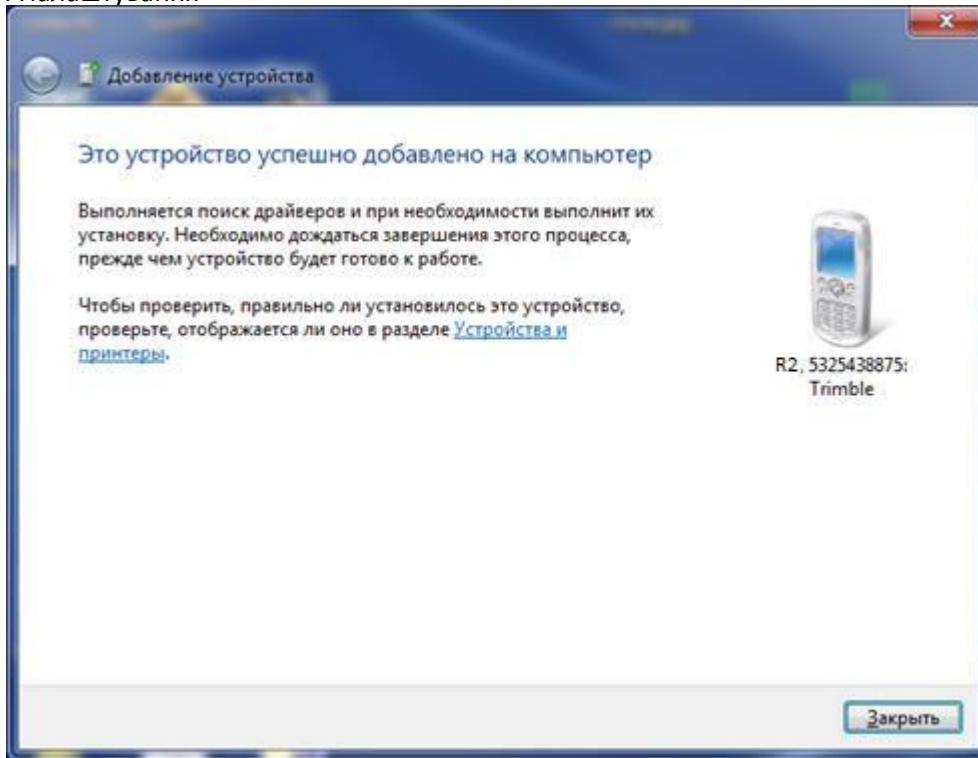 Добавление устройства
Это устройство успешно добавлено на компьютер
Выполняется поиск драйверов и при необходимости выполнит их
установку. Необходимо дождаться завершения этого процесса,
прежде чем устройство будет готово к работе.
Чтобы проверить, правильно ли установилось это устройство,
проверьте, отображается ли оно в разделе Устройства и
принтеры.
R2, 5325438875:
Trimble
Закрыть